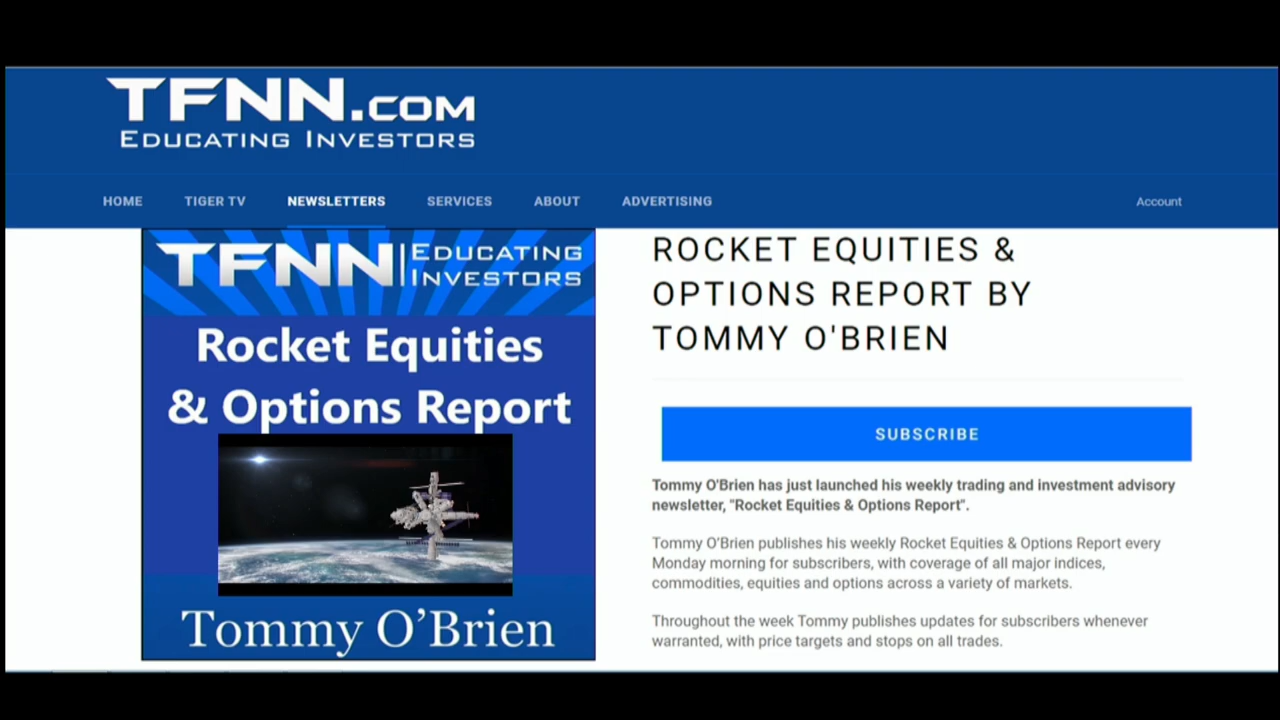 TFNN.COM
EDUCATING INVESTORS
HOME TIGER TV NEWSLETTERS SERVICES ABOUT ADVERTISING Account
TFNN | EDUCATING
INVESTORS
Rocket Equities
& Options Report
Tommy O’Brien
ROCKET EQUITIES &
OPTIONS REPORT BY
TOMMY O'BRIEN
SUBSCRIBE
Tommy O'Brien has just launched his weekly trading and investment advisory
newsletter, "Rocket Equities & Options Report".
Tommy O’Brien publishes his weekly Rocket Equities & Options Report every
Monday morning for subscribers, with coverage of all major indices,
commodities, equities and options across a variety of markets.
Throughout the week Tommy publishes updates for subscribers whenever
warranted, with price targets and stops on all trades.